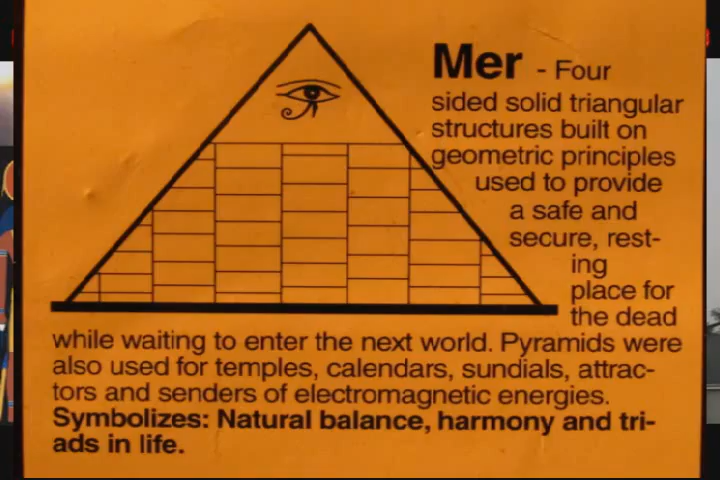 Mer - Four
sided solid triangular
structures built on
geometric principles
used to provide
a safe and
secure, rest-
ing
place for
the dead
while waiting to enter the next world. Pyramids were
also used for temples, calendars, sundials, attrac-
tors and senders of electromagnetic energies.
Symbolizes: Natural balance, harmony and tri-
ads in life.